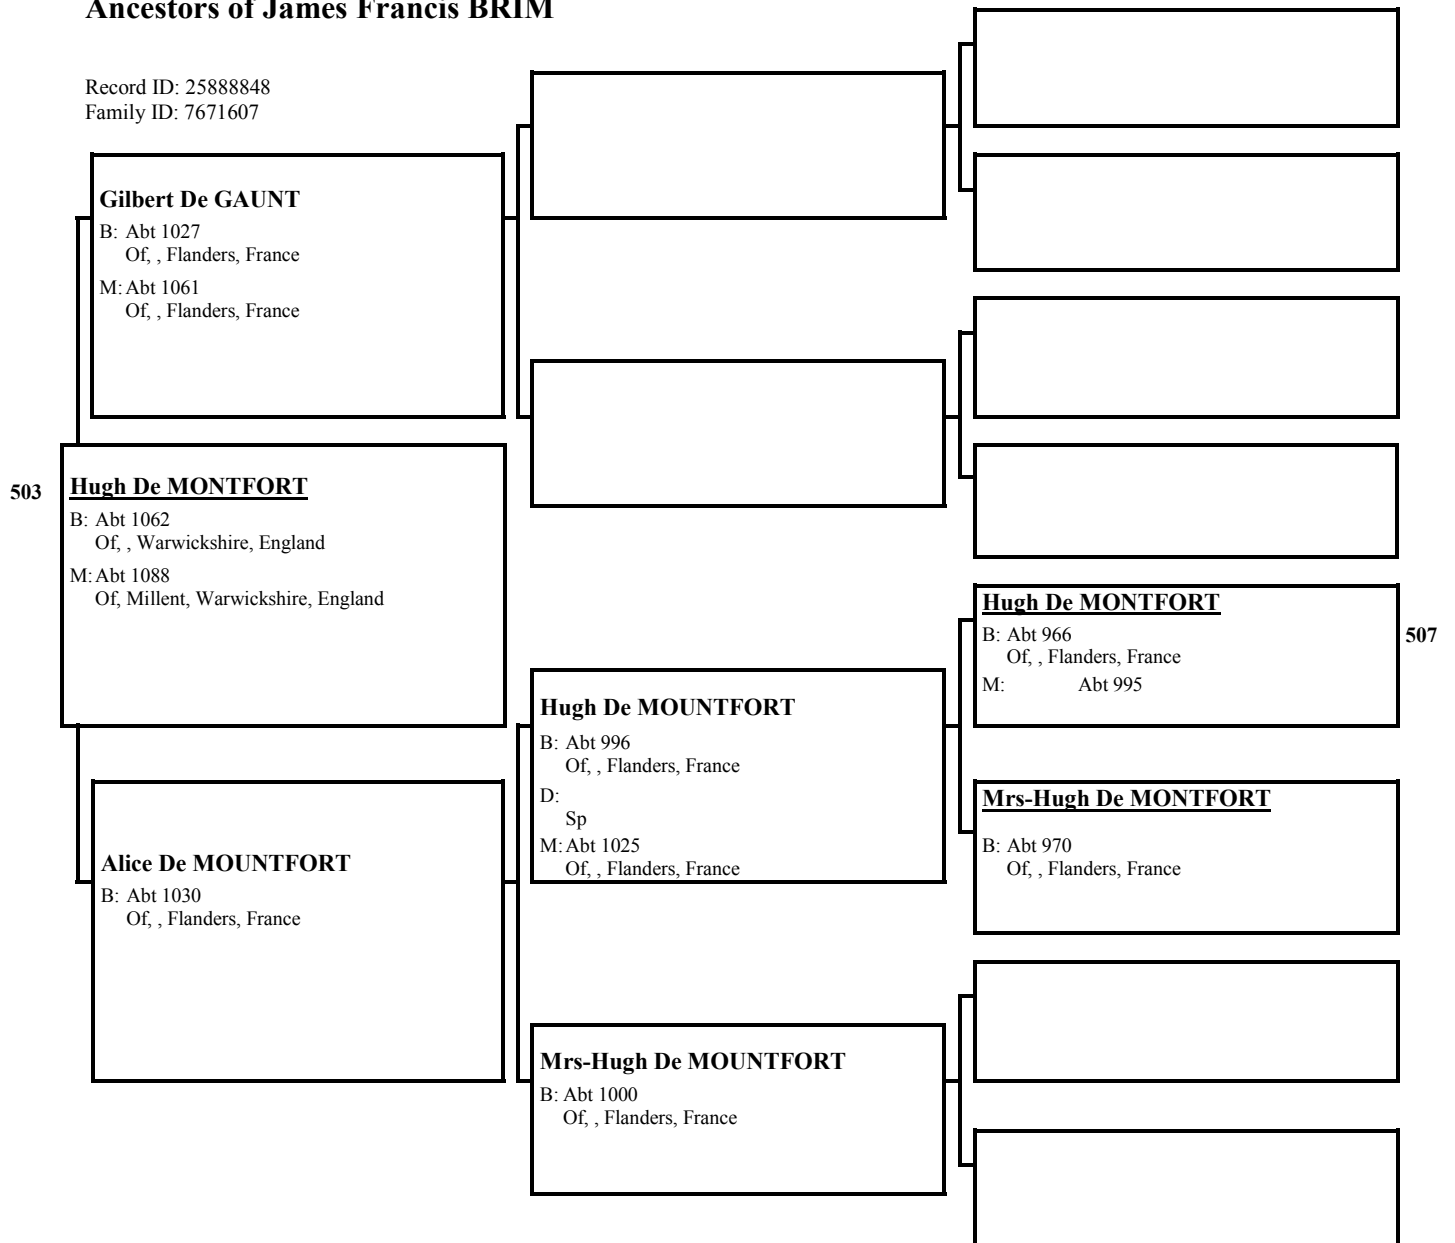 Ancestors of James Francis BRIM
Record ID: 25888848
Family ID: 7671607
Gilbert De GAUNT
B: Abt 1027
Of, , Flanders, France
M: Abt 1061
Of, , Flanders, France
503
Hugh De MONTFORT
B: Abt 1062
Of, , Warwickshire, England
M: Abt 1088
Of, Millent, Warwickshire, England
Alice De MOUNTFORT
B: Abt 1030
Of, , Flanders, France
Hugh De MOUNTFORT
B: Abt 996
Of, , Flanders, France
D:
Sp
M: Abt 1025
Of, , Flanders, France
Mrs-Hugh De MOUNTFORT
B: Abt 1000
Of, , Flanders, France
Hugh De MONTFORT
B: Abt 966
Of, , Flanders, France
M: Abt 995
507
Mrs-Hugh De MONTFORT
B: Abt 970
Of, , Flanders, France